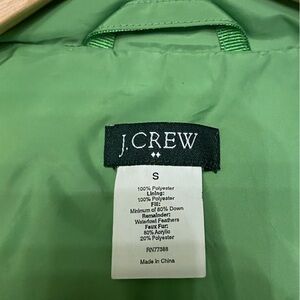 J.CREW
S
100% Polyester
Lining:
100% Polyester
Fill:
Minimum of 80% Down
Remainder:
Waterfowl Feathers
Faux Fur:
80% Acrylic
20% Polyester
RN77388
Made in China